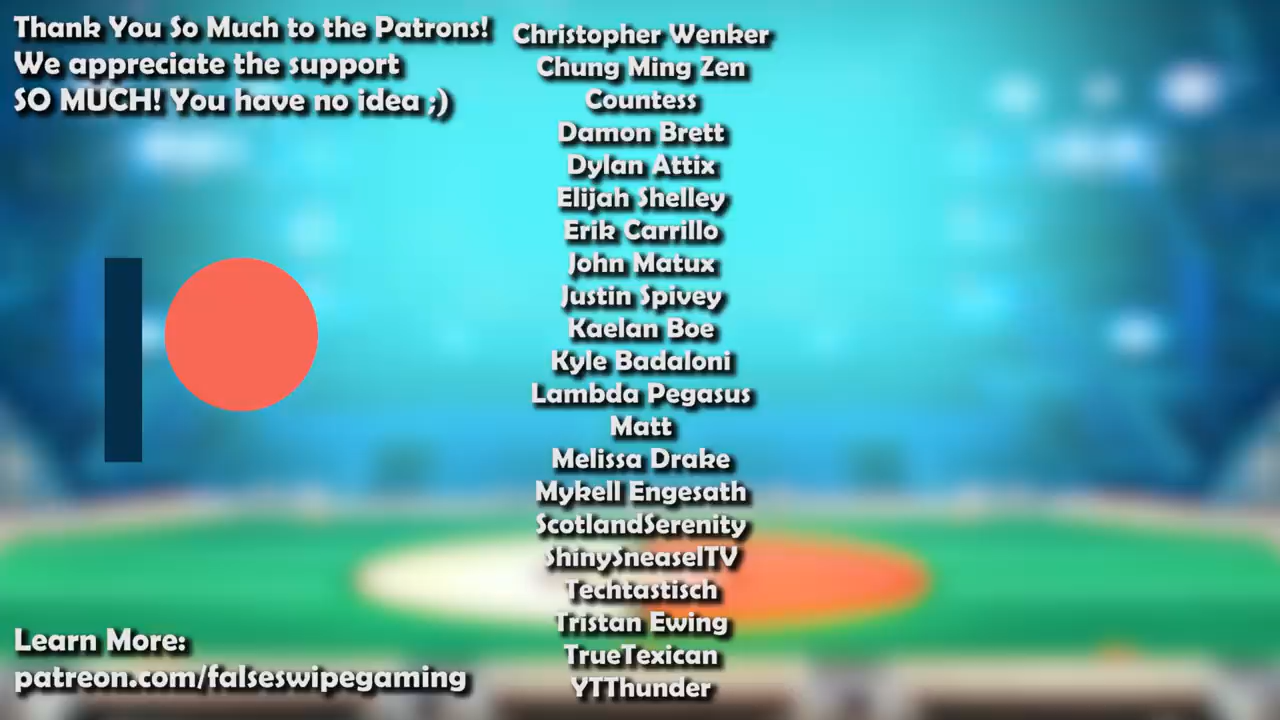 Thank You So Much to the Patrons!
We appreciate the support
SO MUCH! You have no idea ;)
Christopher Wenker
Chung Ming Zen
Countess
Damon Brett
Dylan Attix
Elijah Shelley
Erik Carrillo
John Matux
Justin Spivey
Kaelan Boe
Kyle Badaloni
Lambda Pegasus
Matt
Melissa Drake
Mykell Engesath
ScotlandSerenity
ShinySneaselTV
Techtastisch
Tristan Ewing
TrueTexican
YTThunder
Learn More:
patreon.com/falseswipegaming